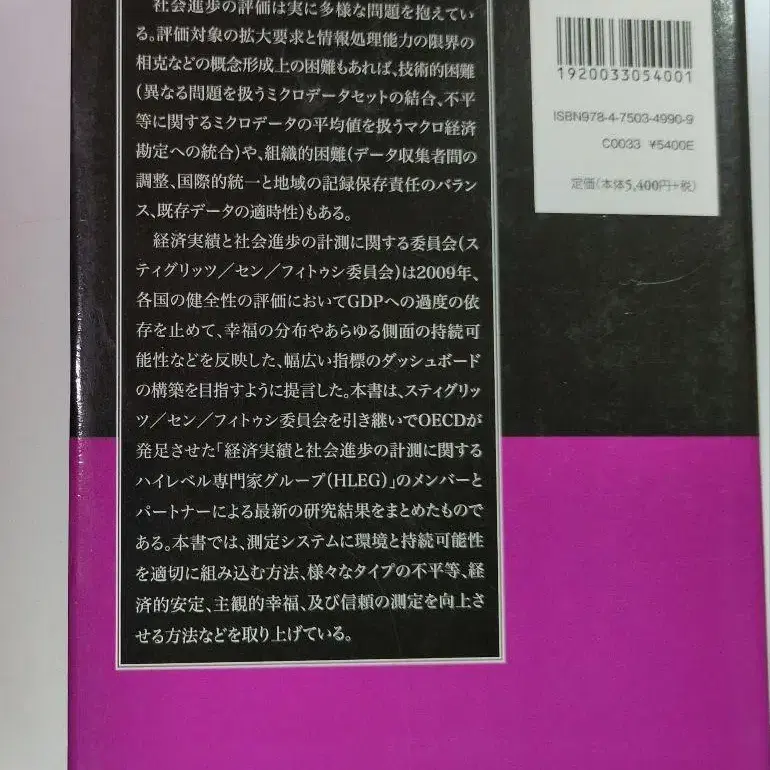 社会進歩の評価は実に多様な問題を抱えてい
る。評価対象の拡大要求と情報処理能力の限界の
相克などの概念形成上の困難もあれば、技術的困難
(異なる問題を扱うミクロデータセットの結合、不平
等に関するミクロデータの平均値を扱うマクロ経済
勘定への統合)や、組織的困難(データ収集者間の
調整、国際的統一と地域の記録保存責任のバラン
ス、既存データの適時性)もある。
経済実績と社会進歩の計測に関する委員会(ス
ティグリッツ/セン/フィトゥシ委員会)は2009年、
各国の健全性の評価においてGDPへの過度の依
存を止めて、幸福の分布やあらゆる側面の持続可
能性などを反映した、幅広い指標のダッシュボード
の構築を目指すように提言した。本書は、スティグリッ
ツ/セン/フィトゥシ委員会を引き継いでOECDが
発足させた「経済実績と社会進歩の計測に関する
ハイレベル専門家グループ(HLEG)」のメンバーと
パートナーによる最新の研究結果をまとめたもので
ある。本書では、測定システムに環境と持続可能性
を適切に組み込む方法、様々なタイプの不平等、経
済的安定、主観的幸福、及び信頼の測定を向上さ
せる方法などを取り上げている。
1920033054001
ISBN978-4-7503-4990-9
C0033 ¥5400E
定価(本体5,400円+税)